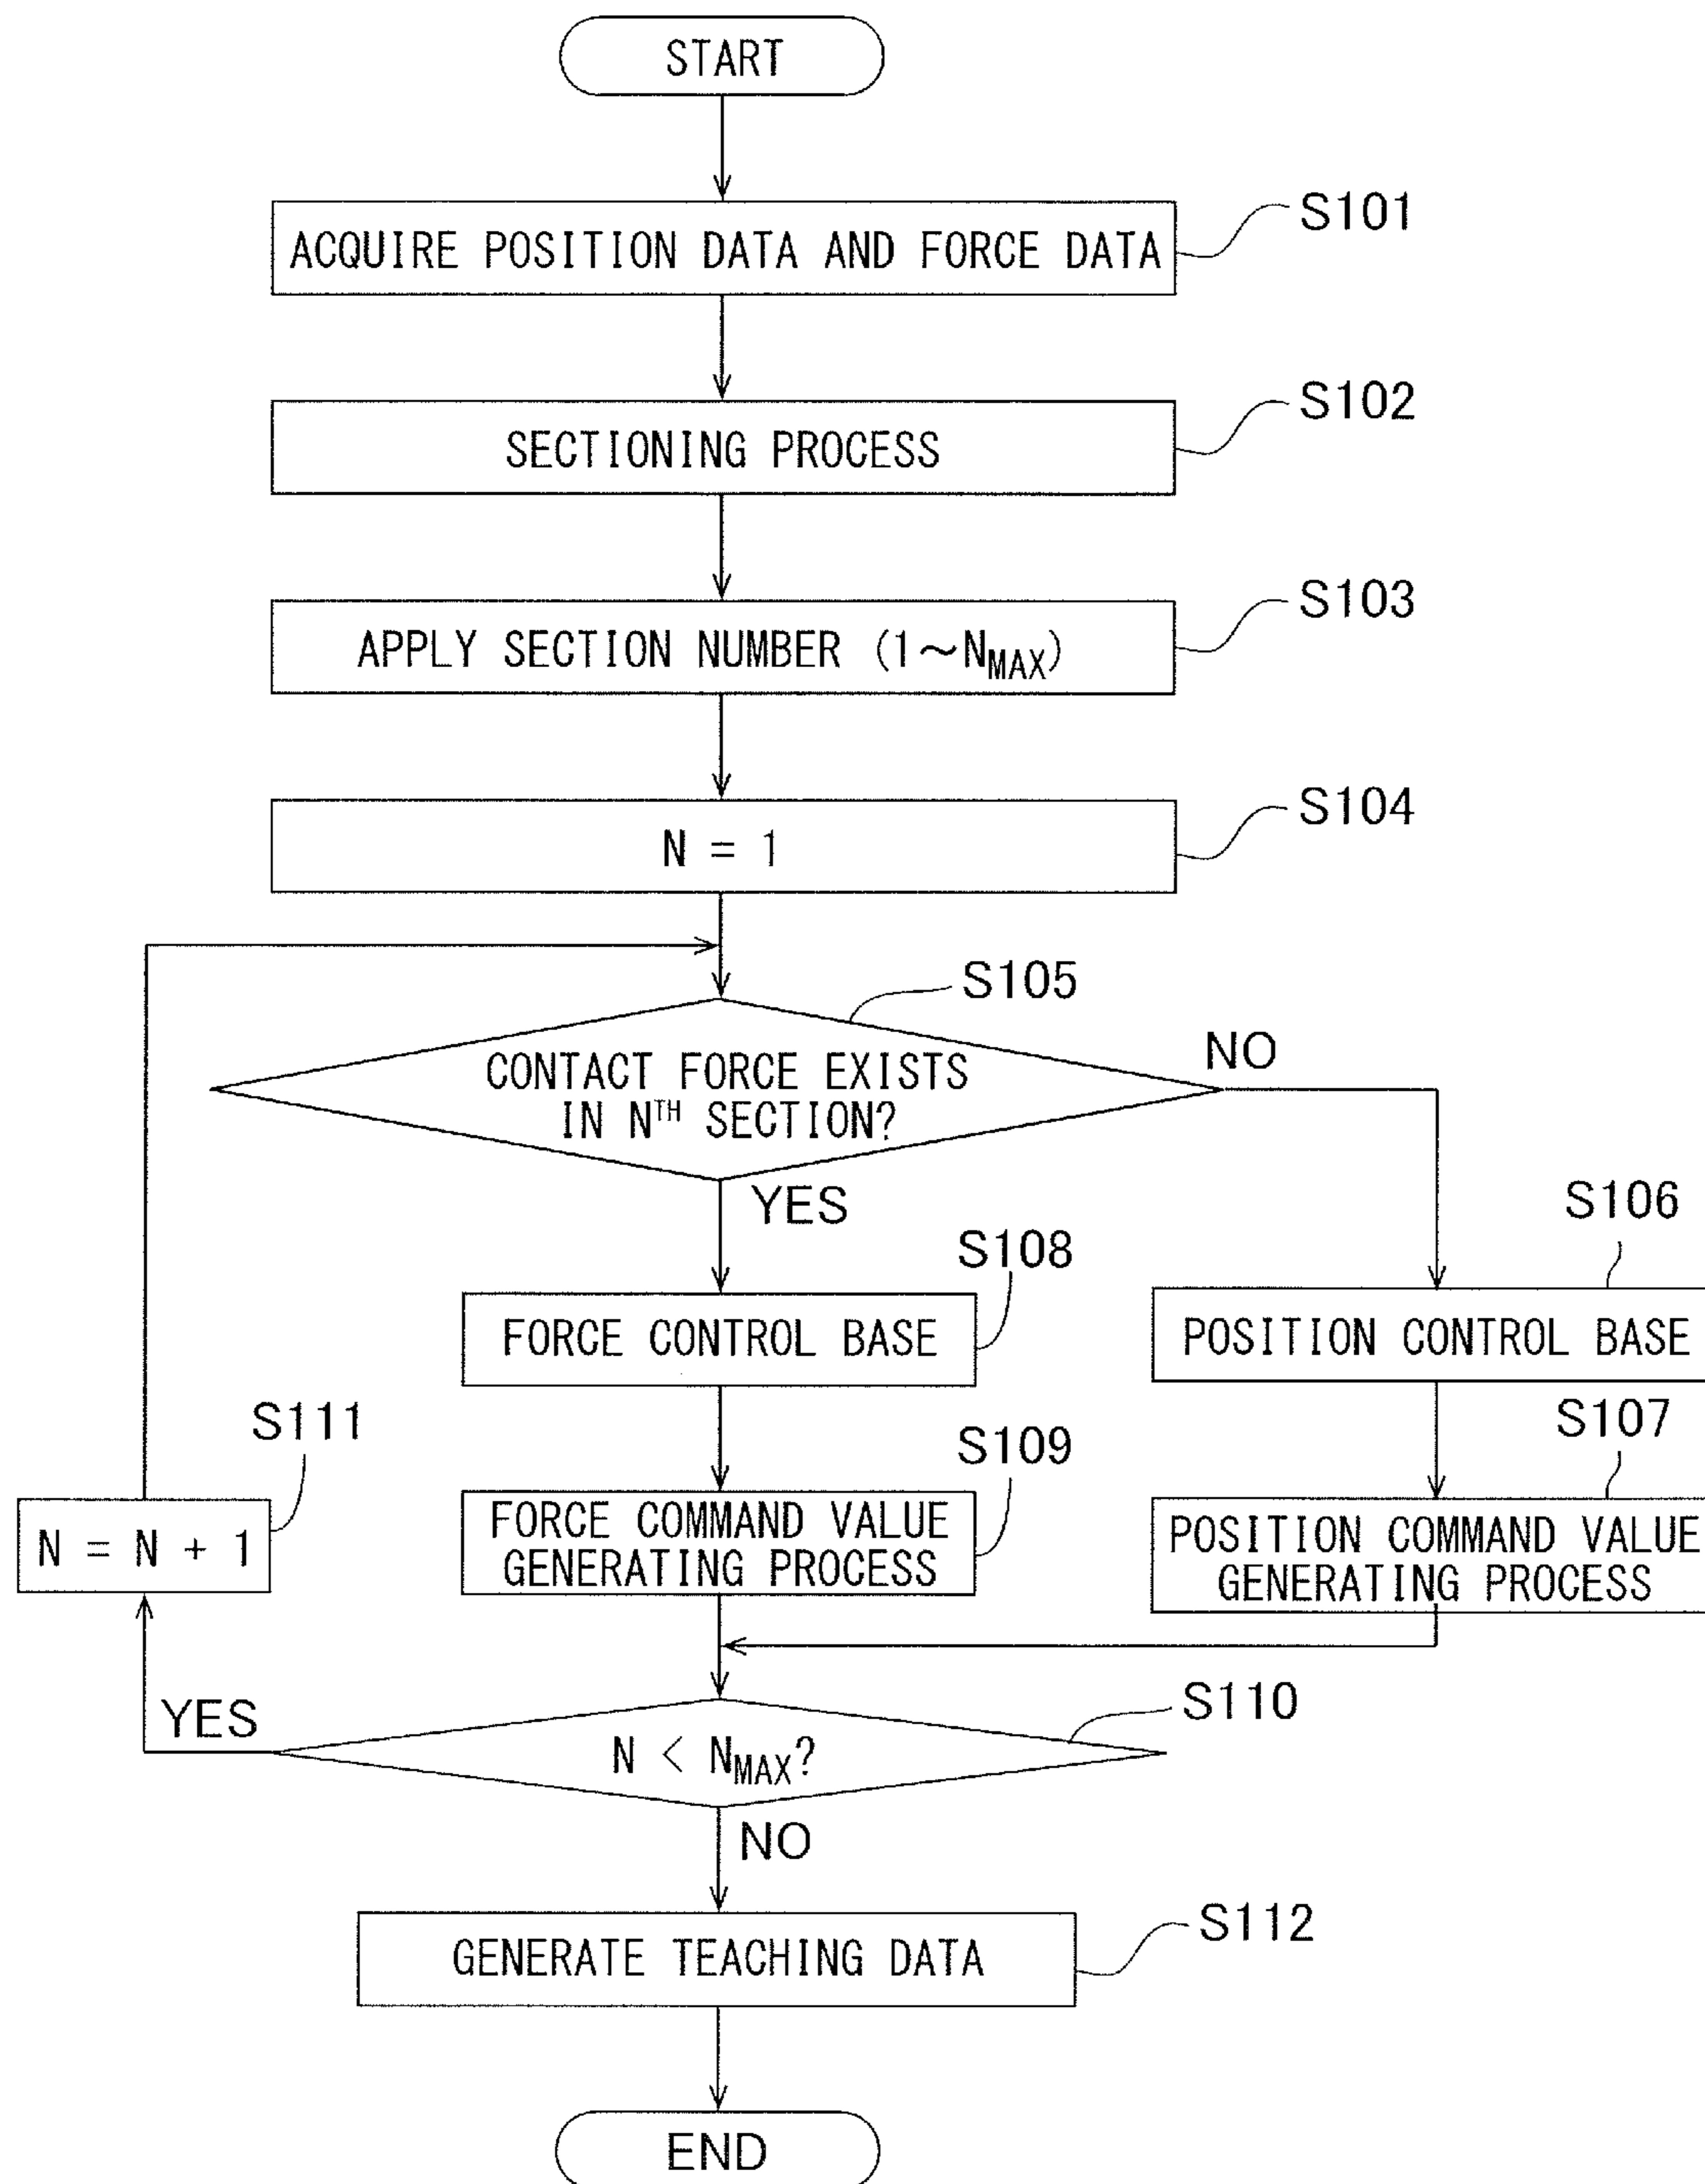 START
S101
ACQUIRE POSITION DATA AND FORCE DATA
S102
SECTIONING PROCESS
S103
APPLY SECTION NUMBER (1~NMAX)
S104
N = 1
S105
CONTACT FORCE EXISTS
IN NTH SECTION?
NO
YES
S106
S108
FORCE CONTROL BASE
POSITION CONTROL BASE
S111
S109
S107
N = N + 1
FORCE COMMAND VALUE
GENERATING PROCESS
POSITION COMMAND VALUE
GENERATING PROCESS
YES
S110
N < NMAX?
NO
S112
GENERATE TEACHING DATA
END